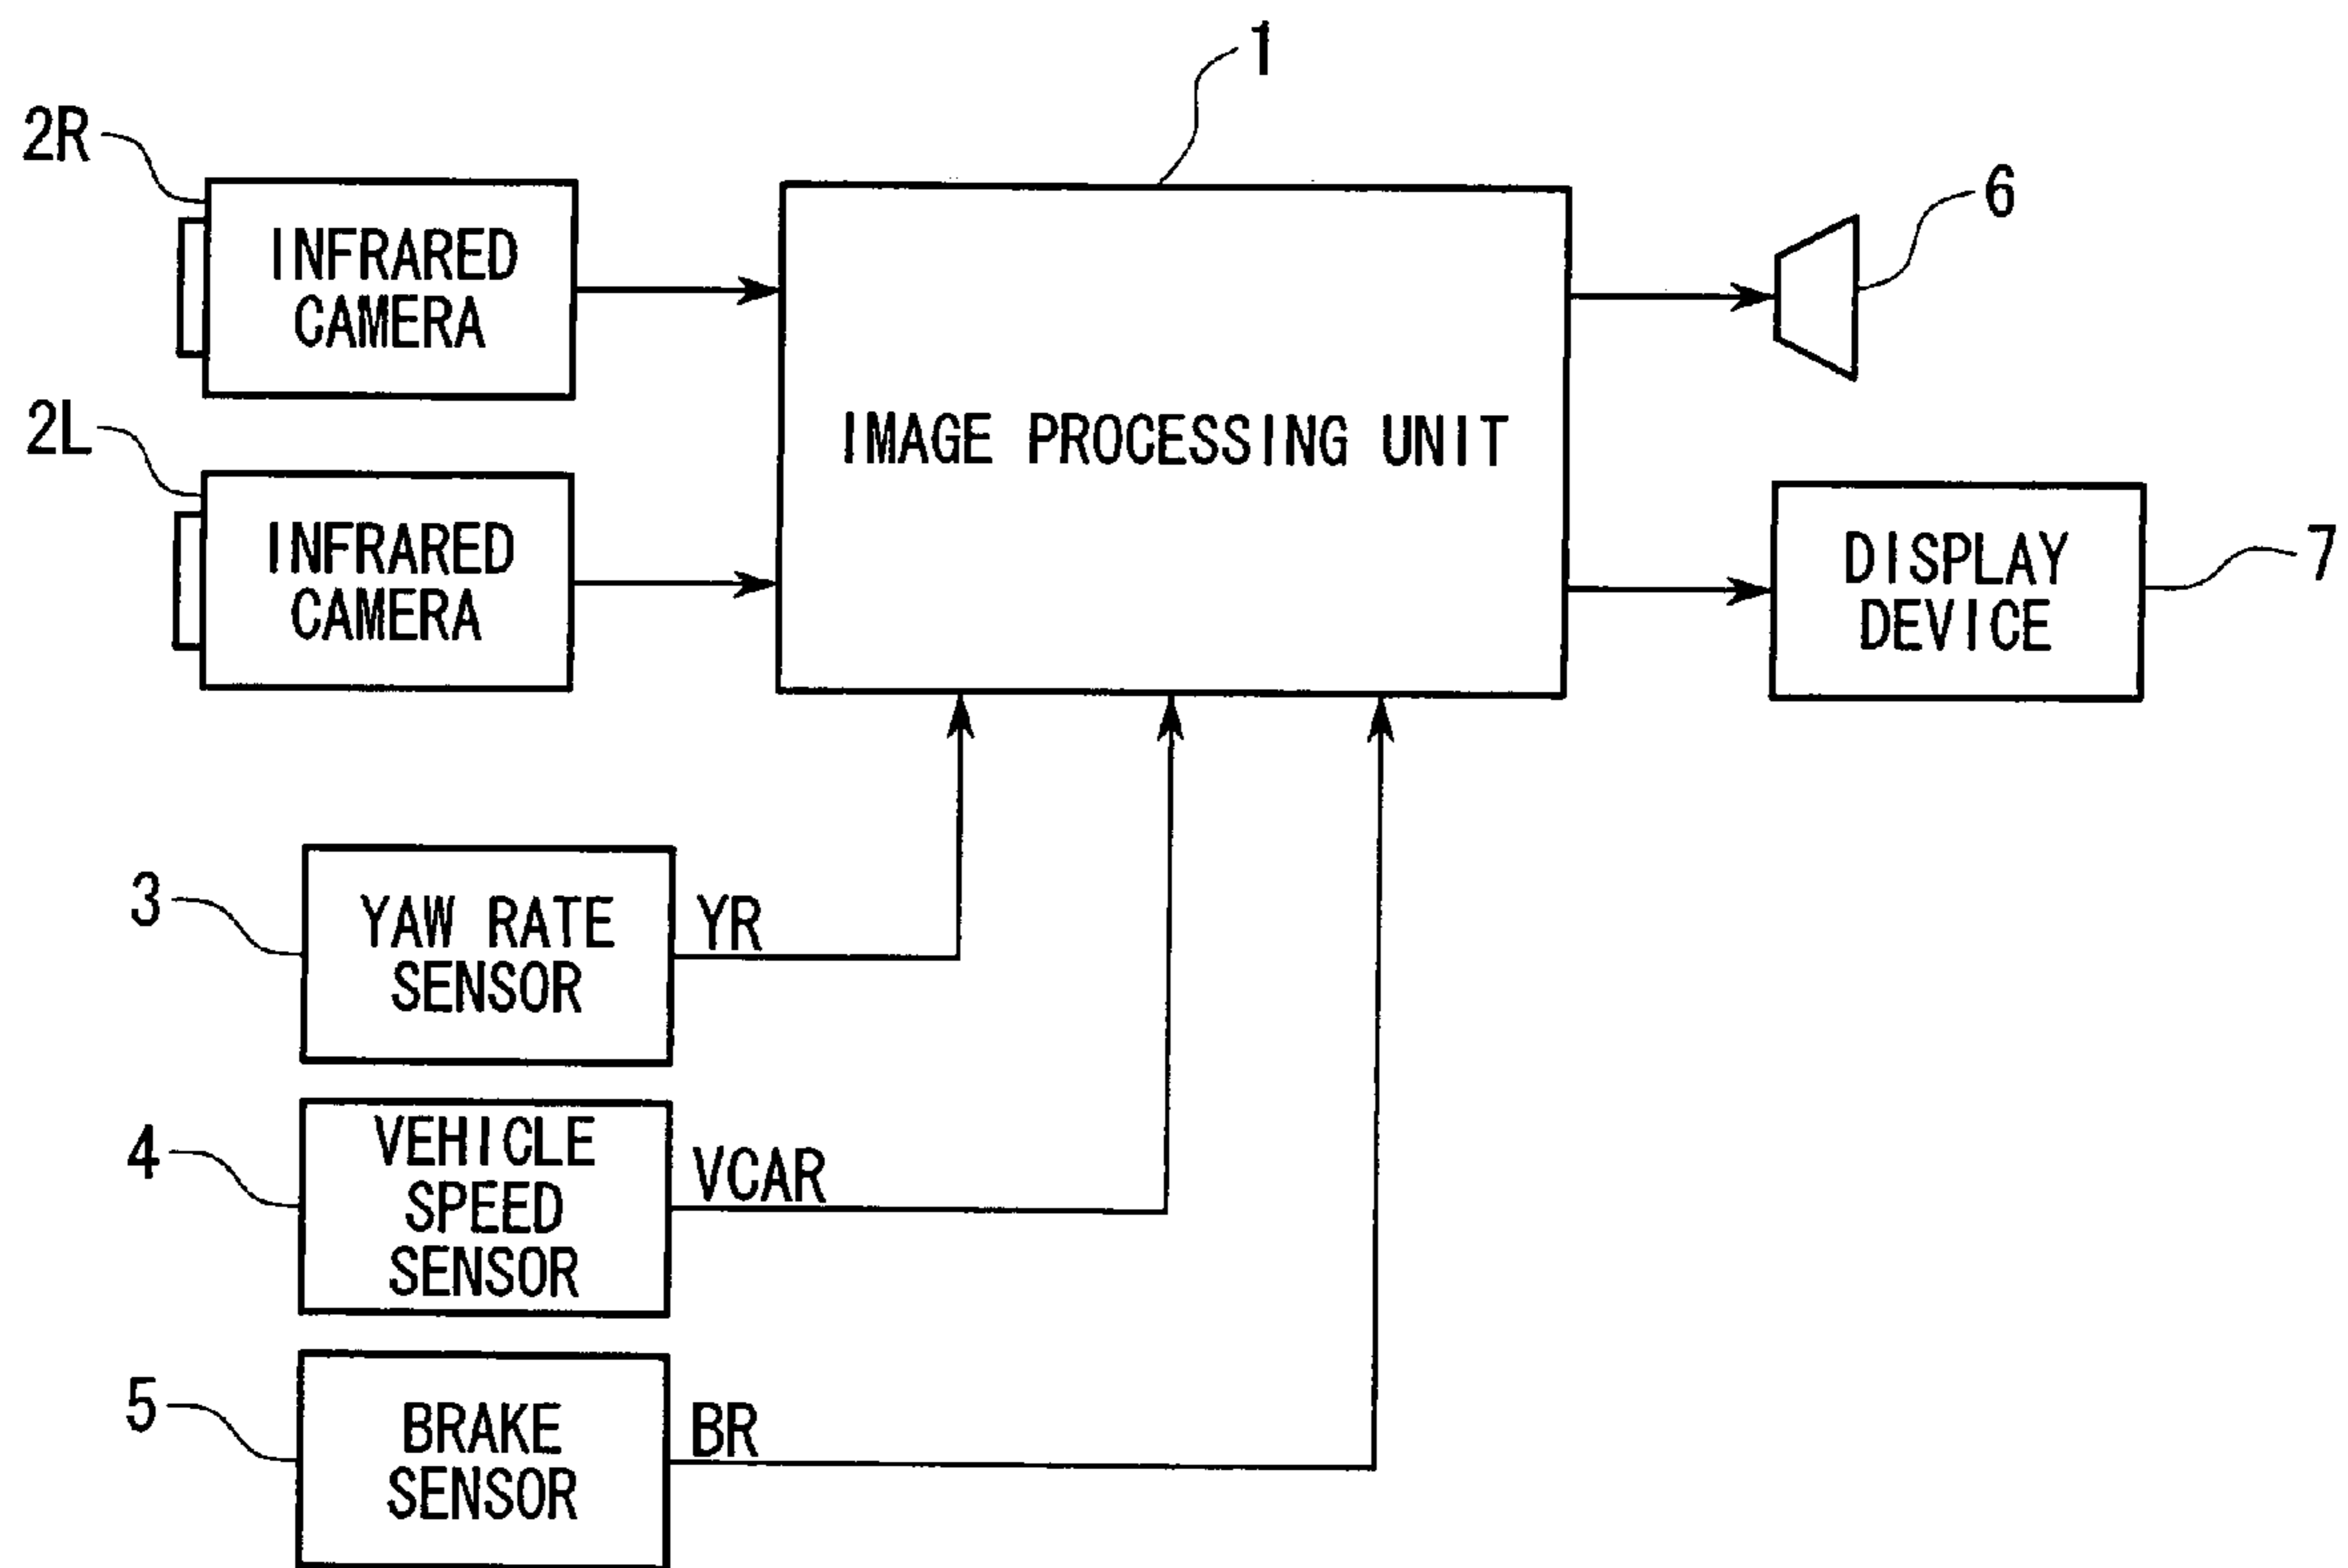 1
2R
INFRARED
CAMERA
6
2L
INFRARED
CAMERA
IMAGE PROCESSING UNIT
DISPLAY
DEVICE
7
3
YAW RATE
SENSOR
YR
4
VEHICLE
SPEED
SENSOR
VCAR
5
BRAKE
SENSOR
BR